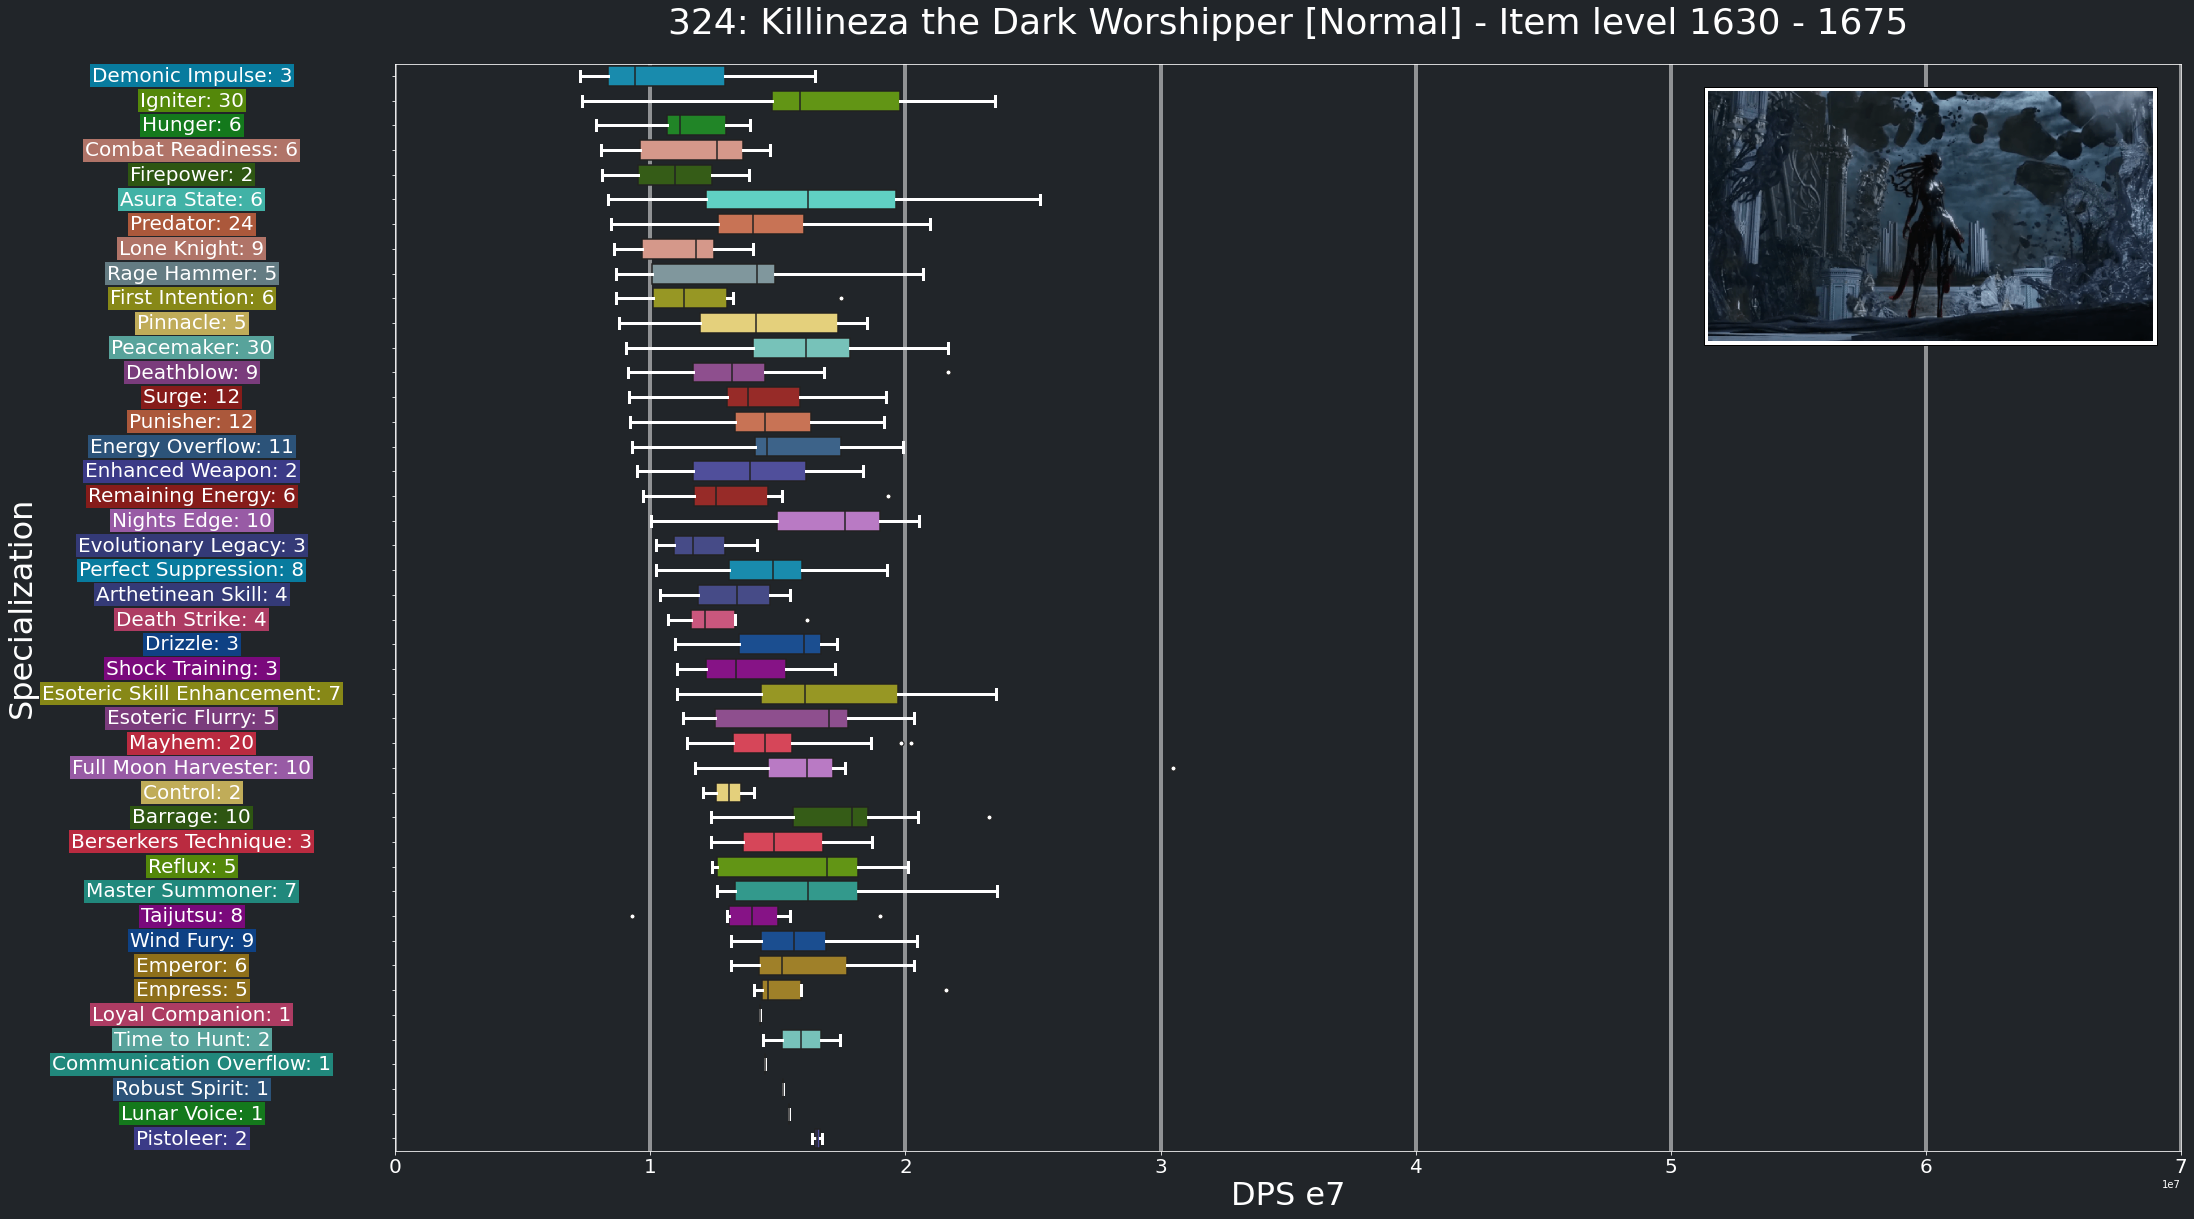 324: Killineza the Dark Worshipper [Normal] - Item level 1630 - 1675
Demonic Impulse: 3
Igniter: 30
Hunger: 6
Combat Readiness: 6
Firepower: 2
Asura State: 6
Predator: 24
Lone Knight: 9
Rage Hammer: 5
First Intention: 6
Pinnacle: 5
Peacemaker: 30
Deathblow: 9
Surge: 12
Punisher: 12
Energy Overflow: 11
Enhanced Weapon: 2
Remaining Energy: 6
Nights Edge: 10
Evolutionary Legacy: 3
Perfect Suppression: 8
Arthetinean Skill: 4
Death Strike: 4
Drizzle: 3
Shock Training: 3
Esoteric Skill Enhancement: 7
Esoteric Flurry: 5
Mayhem: 20
Full Moon Harvester: 10
Control: 2
Barrage: 10
Berserkers Technique: 3
Reflux: 5
Master Summoner: 7
Taijutsu: 8
Wind Fury: 9
Emperor: 6
Empress: 5
Loyal Companion: 1
Time to Hunt: 2
Communication Overflow: 1
Robust Spirit: 1
Lunar Voice: 1
Pistoleer: 2
Specialization
0 1 2 3 4 5 6 7
1e7
DPS e7